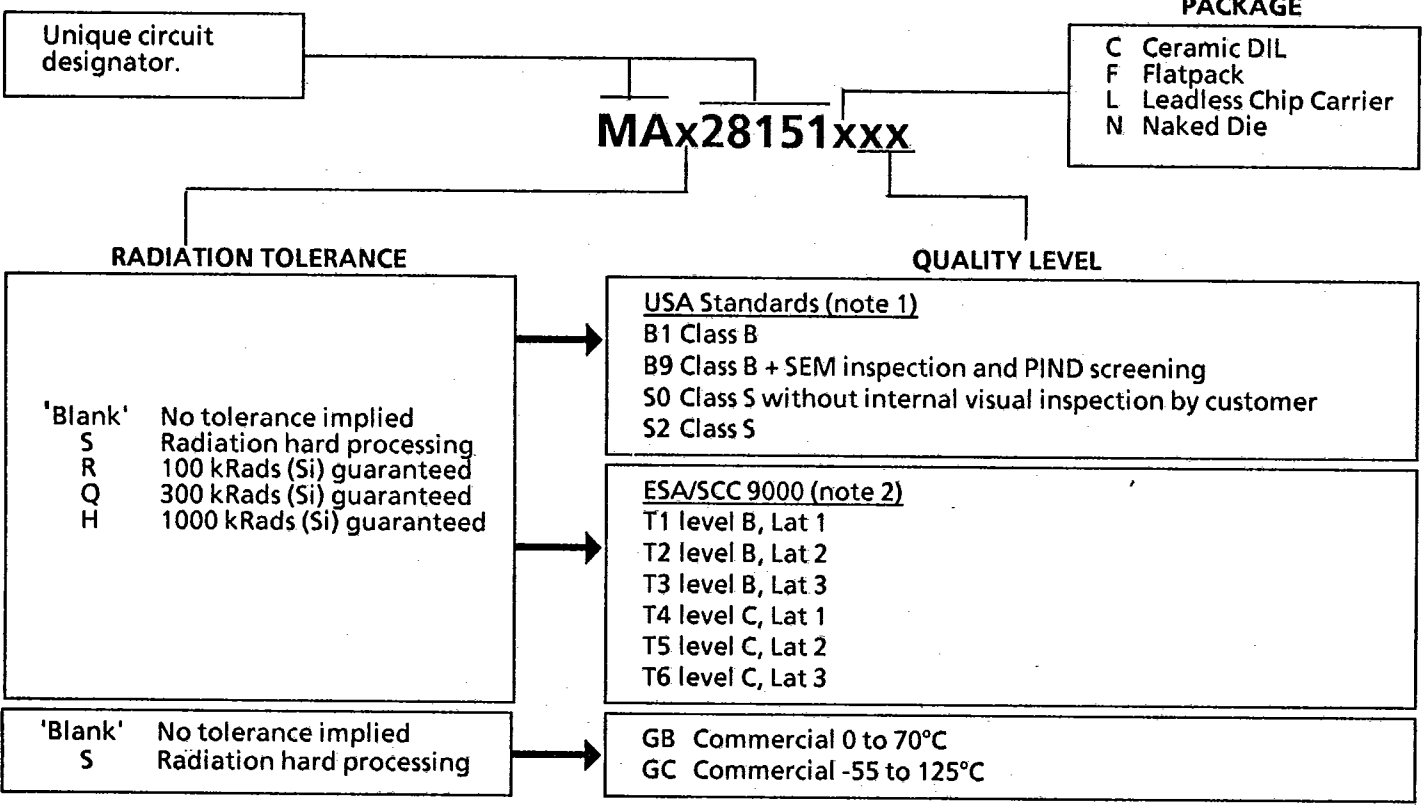 PACKAGE
Unique circuit
designator.
C Ceramic DIL
F Flatpack
L Leadless Chip Carrier
N Naked Die
MAx28151xxx
RADIATION TOLERANCE
'Blank' No tolerance implied
S Radiation hard processing
R 100 kRads (Si) guaranteed
Q 300 kRads (Si) guaranteed
H 1000 kRads (Si) guaranteed
QUALITY LEVEL
USA Standards (note 1)
B1 Class B
B9 Class B + SEM inspection and PIND screening
S0 Class S without internal visual inspection by customer
S2 Class S
ESA/SCC 9000 (note 2)
T1 level B, Lat 1
T2 level B, Lat 2
T3 level B, Lat 3
T4 level C, Lat 1
T5 level C, Lat 2
T6 level C, Lat 3
'Blank' No tolerance implied
S Radiation hard processing
GB Commercial 0 to 70°C
GC Commercial -55 to 125°C